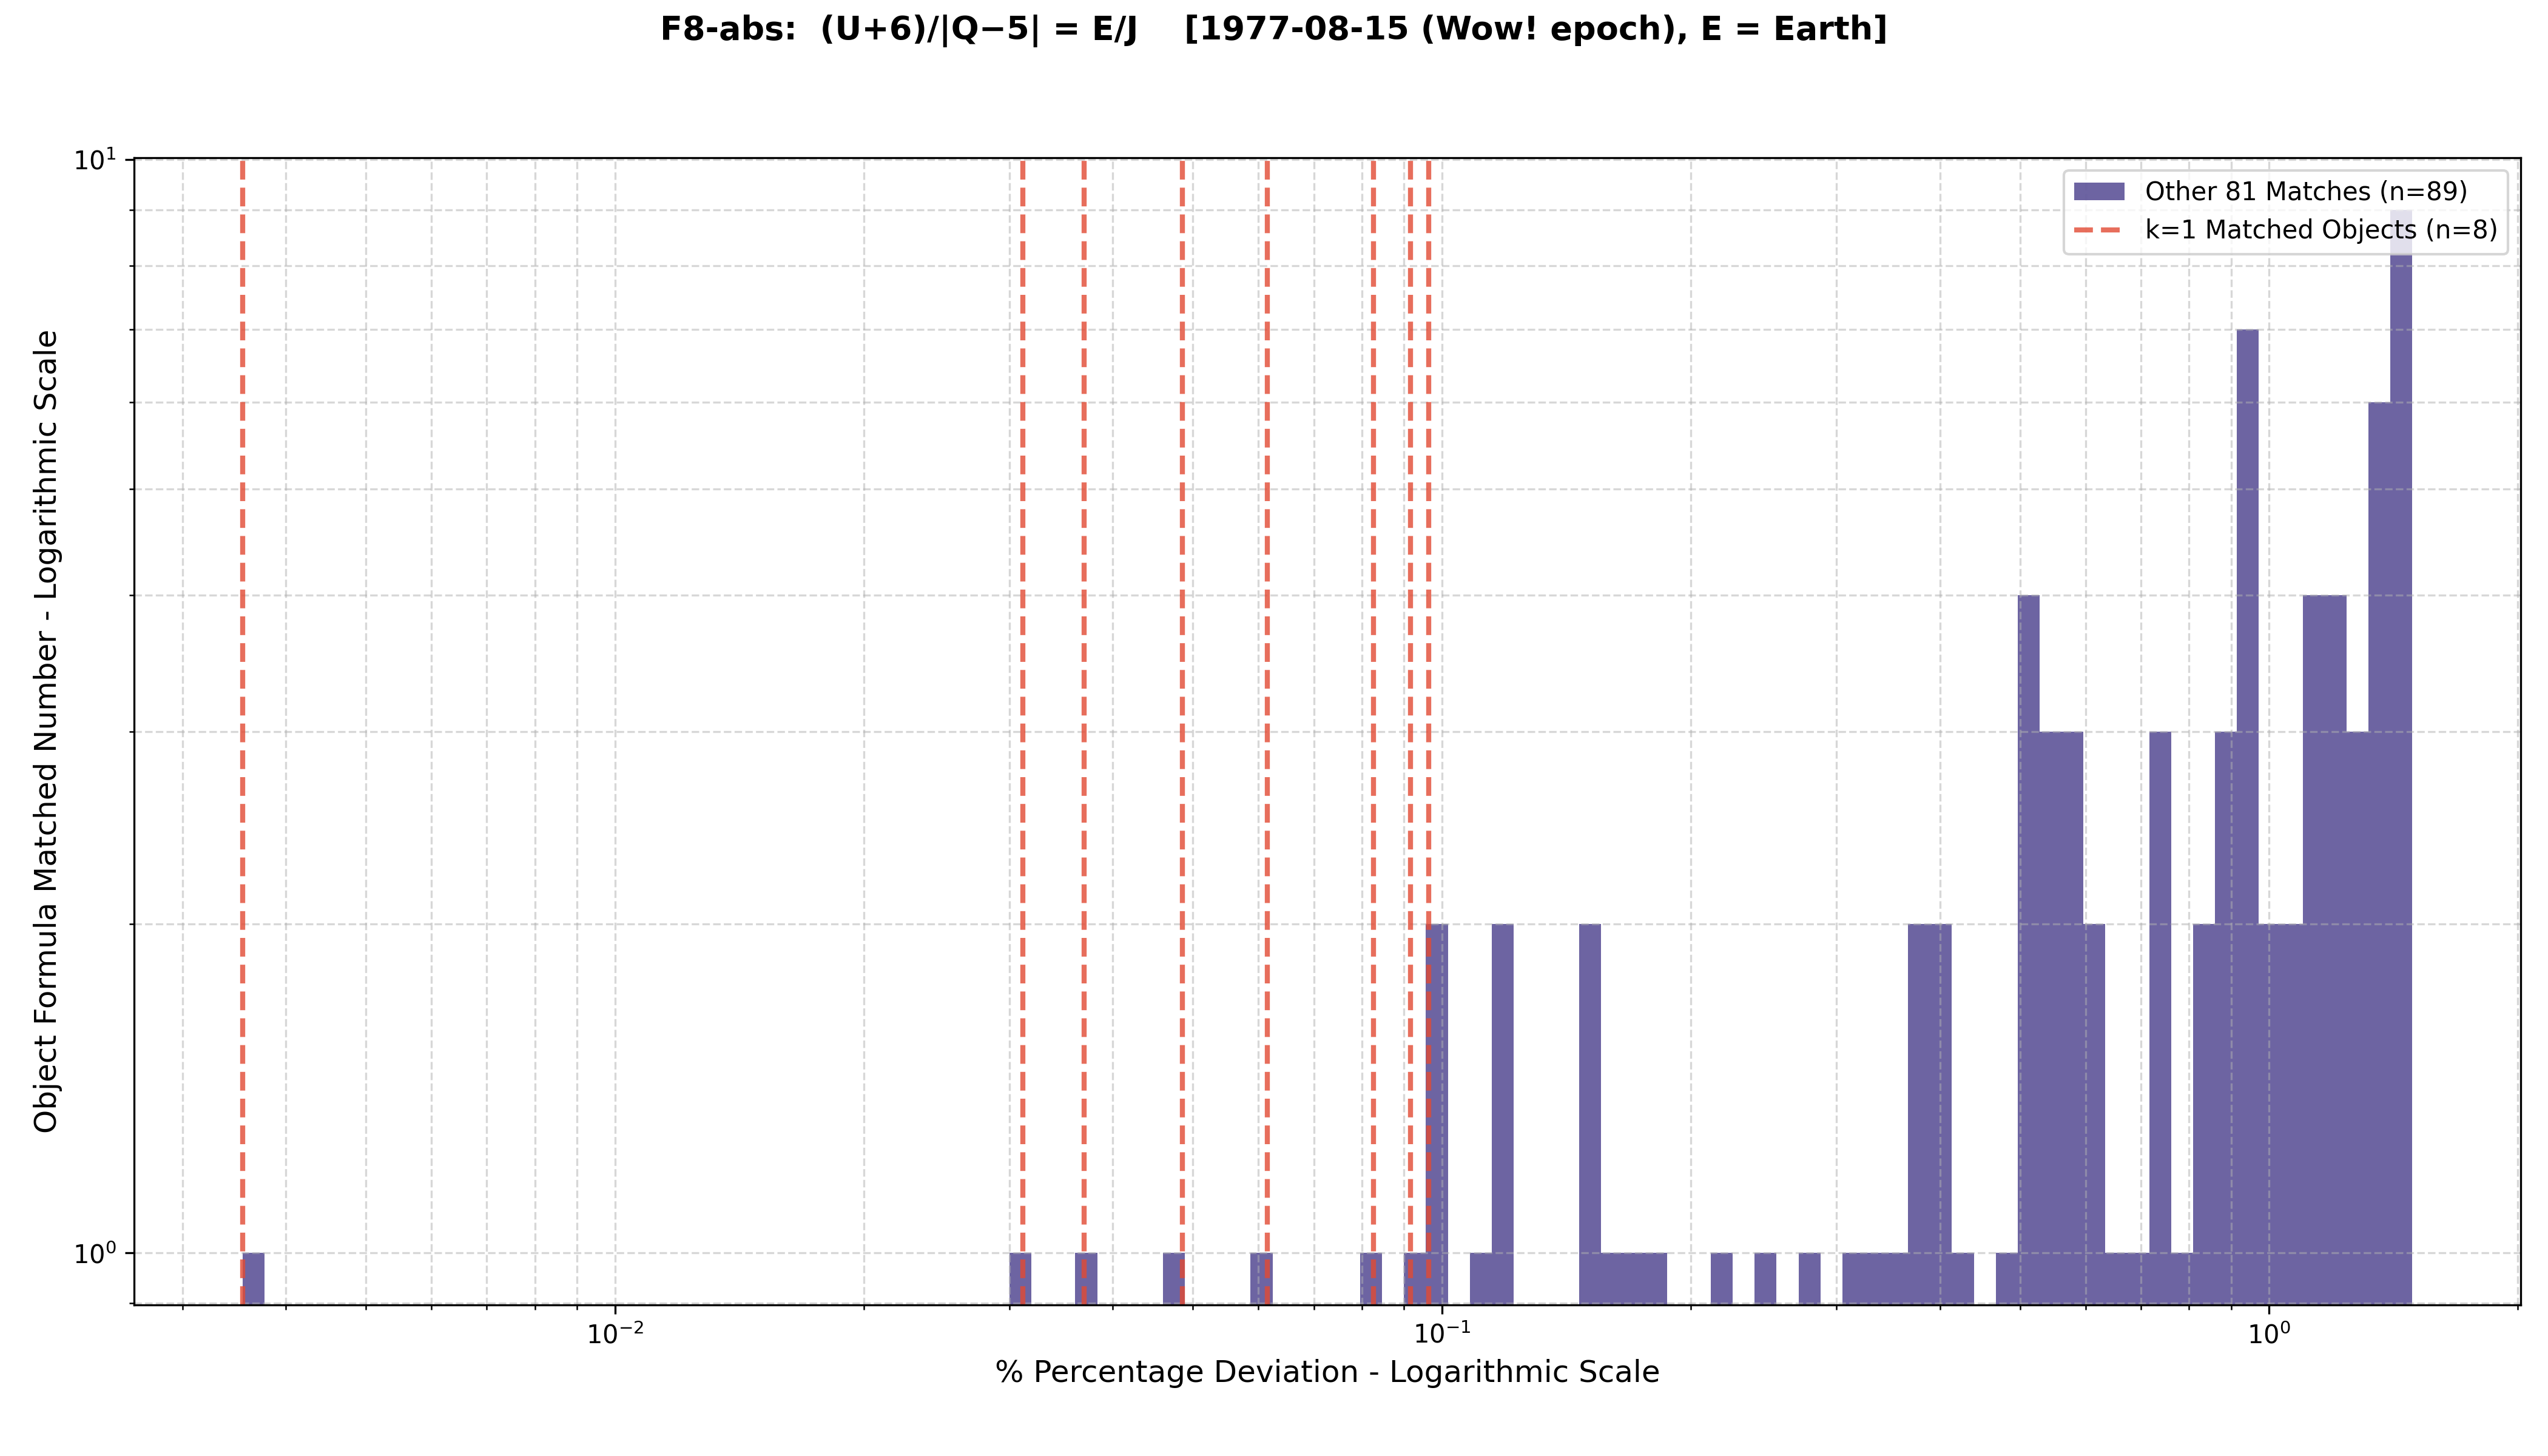 F8-abs:  (U+6)/|Q−5| = E/J    [1977-08-15 (Wow! epoch), E = Earth]
Object Formula Matched Number - Logarithmic Scale
10¹
10⁰
Other 81 Matches (n=89)
k=1 Matched Objects (n=8)
10⁻²
10⁻¹
10⁰
% Percentage Deviation - Logarithmic Scale